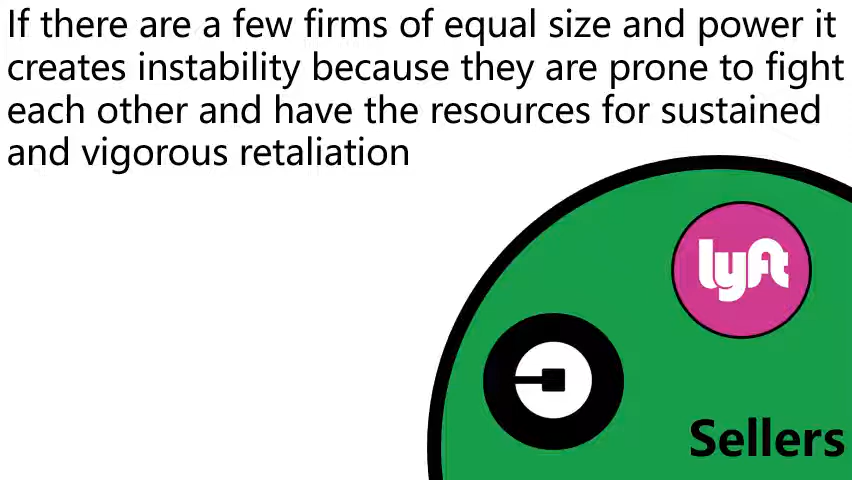 If there are a few firms of equal size and power it
creates instability because they are prone to fight
each other and have the resources for sustained
and vigorous retaliation
lyft
Sellers